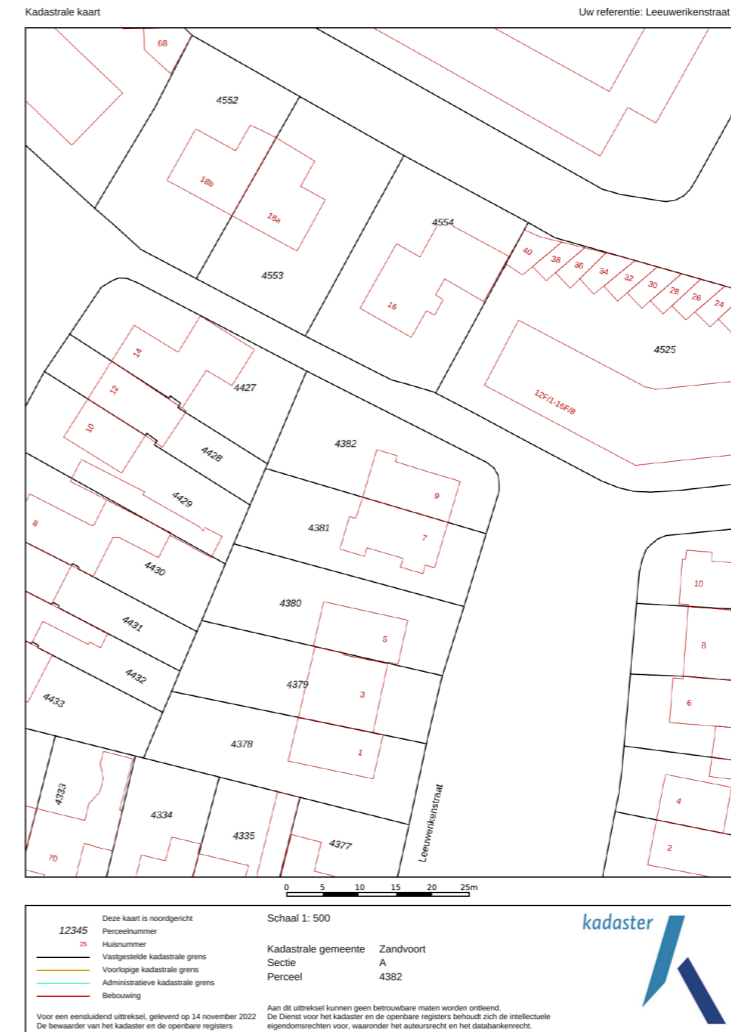 Kadastrale kaart
Uw referentie: Leeuwerikenstraat
68
4552
18b
18a
4553
4554
16
40
38
36
34
32
30
28
26
24
4525
12F/1-16F/8
14
12
10
4427
4428
4429
8
4430
4431
4432
4433
4382
9
4381
7
4380
5
4379
3
4378
1
10
8
6
4
2
4333
70
4334
4335
4377
Leeuwerikenstraat
0 5 10 15 20 25m
Deze kaart is noordgericht
12345 Perceelnummer
25 Huisnummer
Vastgestelde kadastrale grens
Voorlopige kadastrale grens
Administratieve kadastrale grens
Bebouwing
Voor een eensluidend uittreksel, geleverd op 14 november 2022
De bewaarder van het kadaster en de openbare registers
Schaal 1: 500
Kadastrale gemeente Zandvoort
Sectie A
Perceel 4382
Aan dit uittreksel kunnen geen betrouwbare maten worden ontleend.
De Dienst voor het kadaster en de openbare registers behoudt zich de intellectuele
eigendomsrechten voor, waaronder het auteursrecht en het databankenrecht.
kadaster